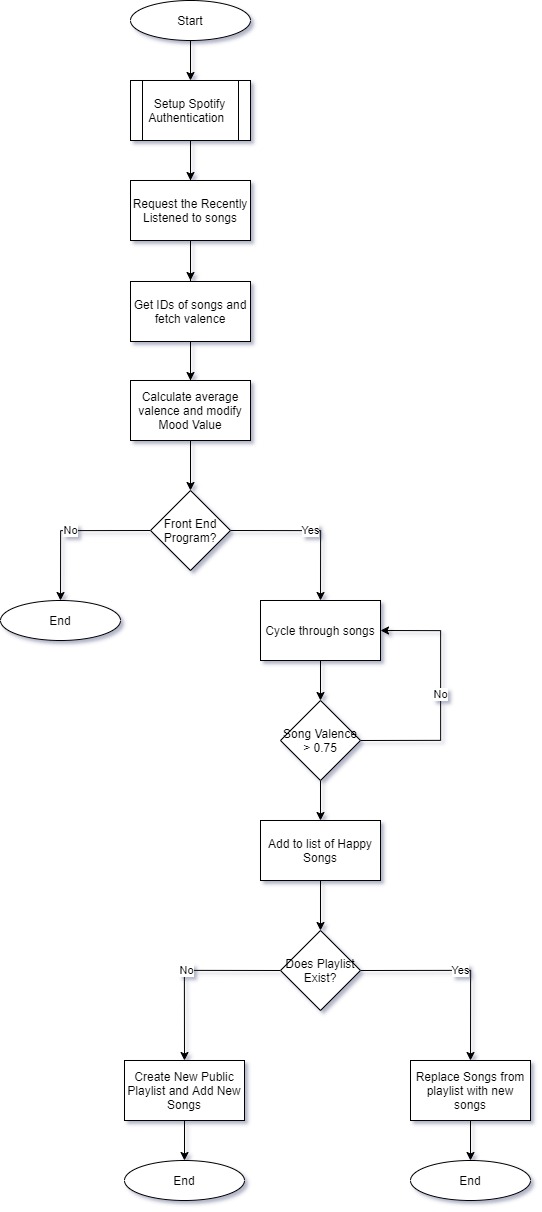 Start
Setup Spotify
Authentication
Request the Recently
Listened to songs
Get IDs of songs and
fetch valence
Calculate average
valence and modify
Mood Value
Front End
Program?
No
Yes
End
Cycle through songs
No
Song Valence
> 0.75
Add to list of Happy
Songs
Does Playlist
Exist?
No
Yes
Create New Public
Playlist and Add New
Songs
Replace Songs from
playlist with new
songs
End
End